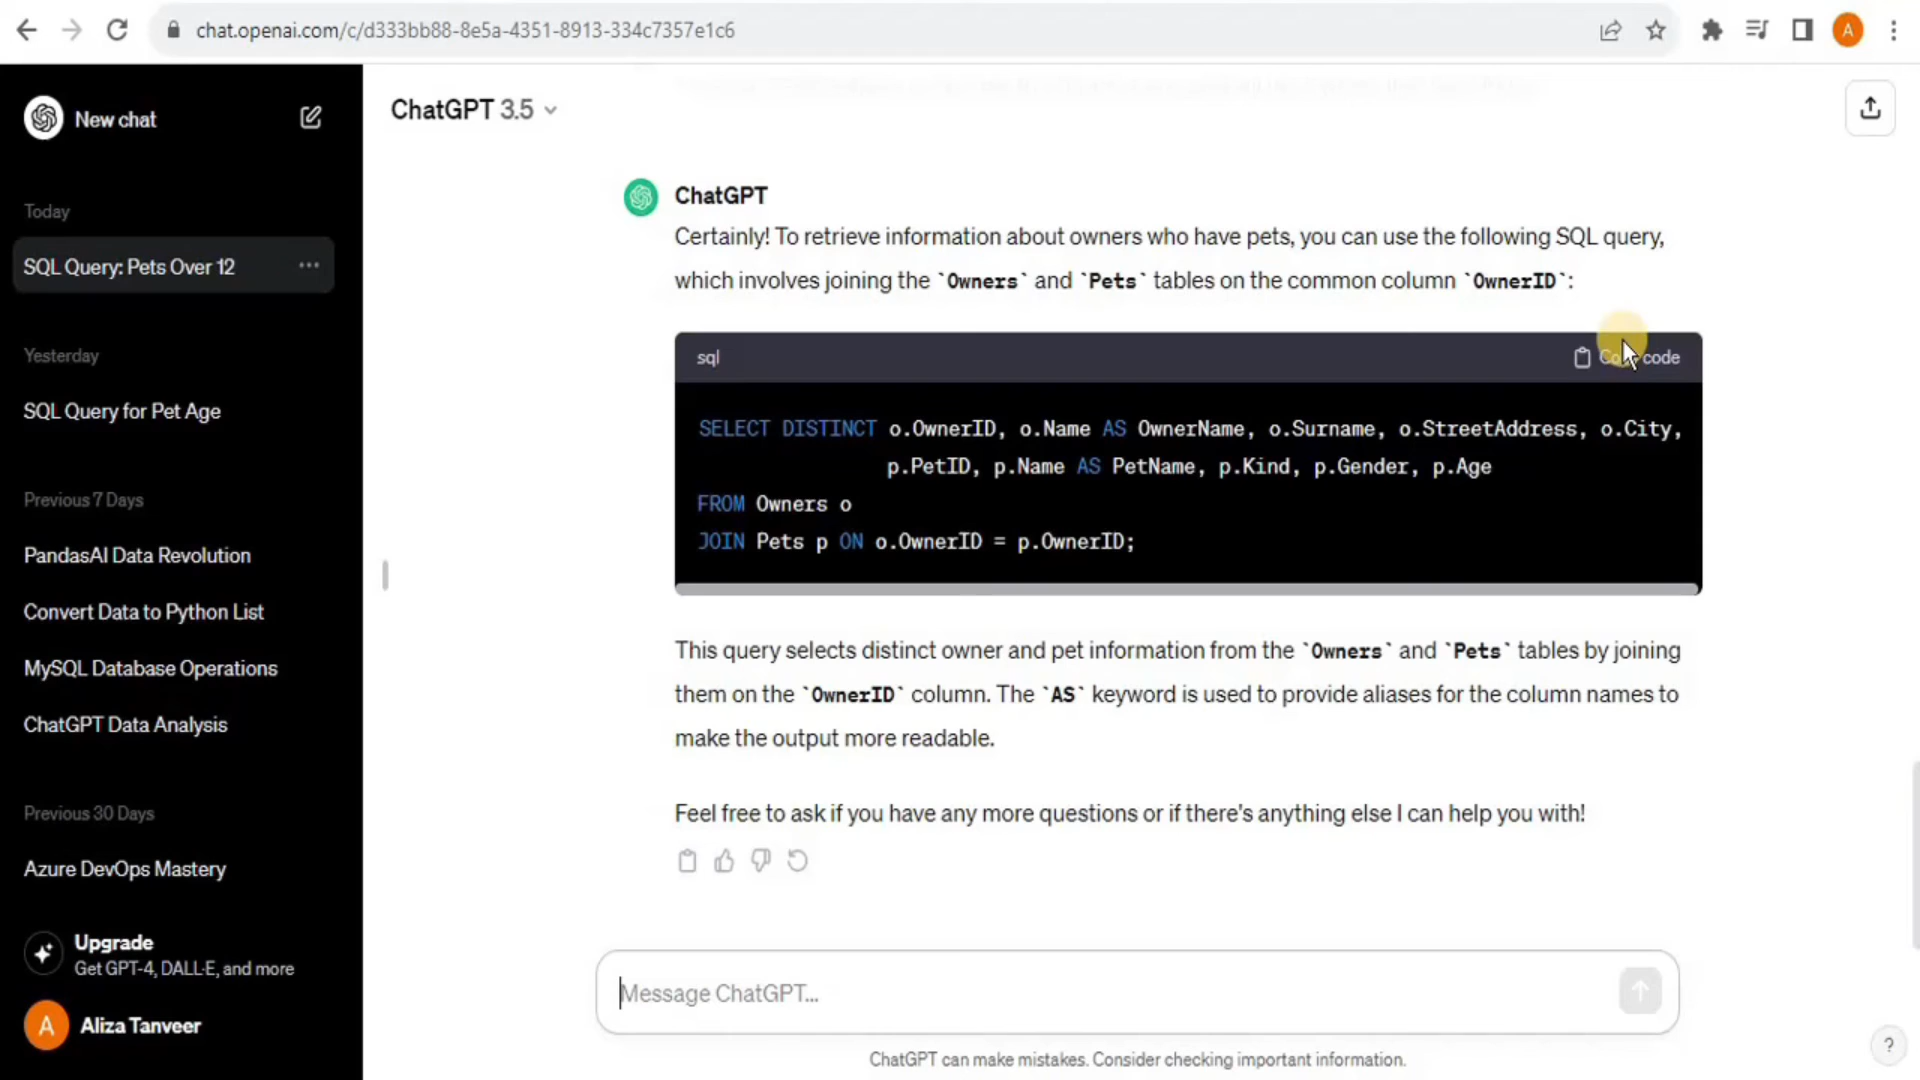 chat.openai.com/c/d333bb88-8e5a-4351-8913-334c7357e1c6
A
New chat
ChatGPT 3.5
Today
SQL Query: Pets Over 12
Yesterday
SQL Query for Pet Age
Previous 7 Days
PandasAI Data Revolution
Convert Data to Python List
MySQL Database Operations
ChatGPT Data Analysis
Previous 30 Days
Azure DevOps Mastery
Upgrade
Get GPT-4, DALL·E, and more
A
Aliza Tanveer
ChatGPT
Certainly! To retrieve information about owners who have pets, you can use the following SQL query,
which involves joining the `Owners` and `Pets` tables on the common column `OwnerID`:
sql
Copy code
SELECT DISTINCT o.OwnerID, o.Name AS OwnerName, o.Surname, o.StreetAddress, o.City,
p.PetID, p.Name AS PetName, p.Kind, p.Gender, p.Age
FROM Owners o
JOIN Pets p ON o.OwnerID = p.OwnerID;
This query selects distinct owner and pet information from the `Owners` and `Pets` tables by joining
them on the `OwnerID` column. The `AS` keyword is used to provide aliases for the column names to
make the output more readable.
Feel free to ask if you have any more questions or if there's anything else I can help you with!
Message ChatGPT...
ChatGPT can make mistakes. Consider checking important information.
?